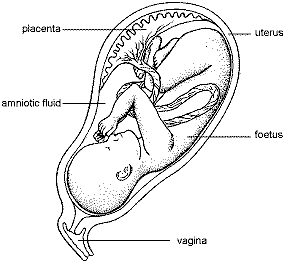 placenta
uterus
amniotic fluid
foetus
vagina